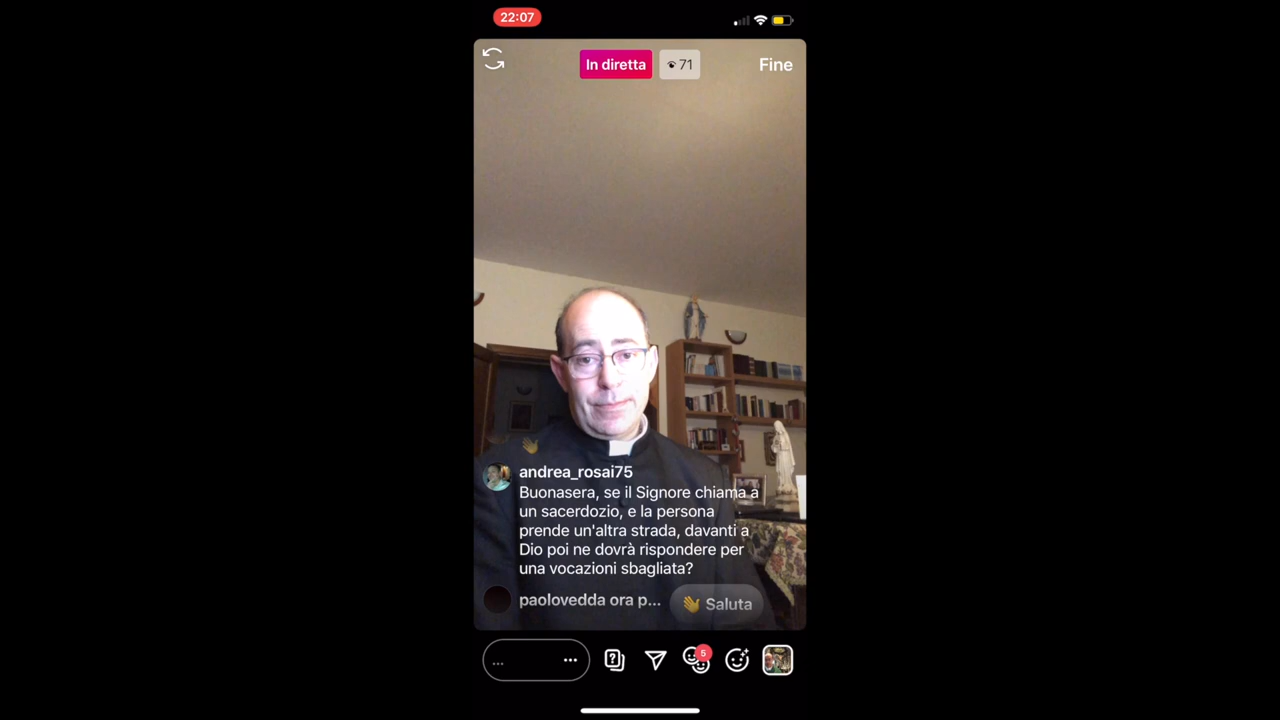 22:07
In diretta
71
Fine
andrea_rosai75
Buonasera, se il Signore chiama a
un sacerdozio, e la persona
prende un'altra strada, davanti a
Dio poi ne dovrà rispondere per
una vocazioni sbagliata?
paolovedda ora p...
👋 Saluta
...
5